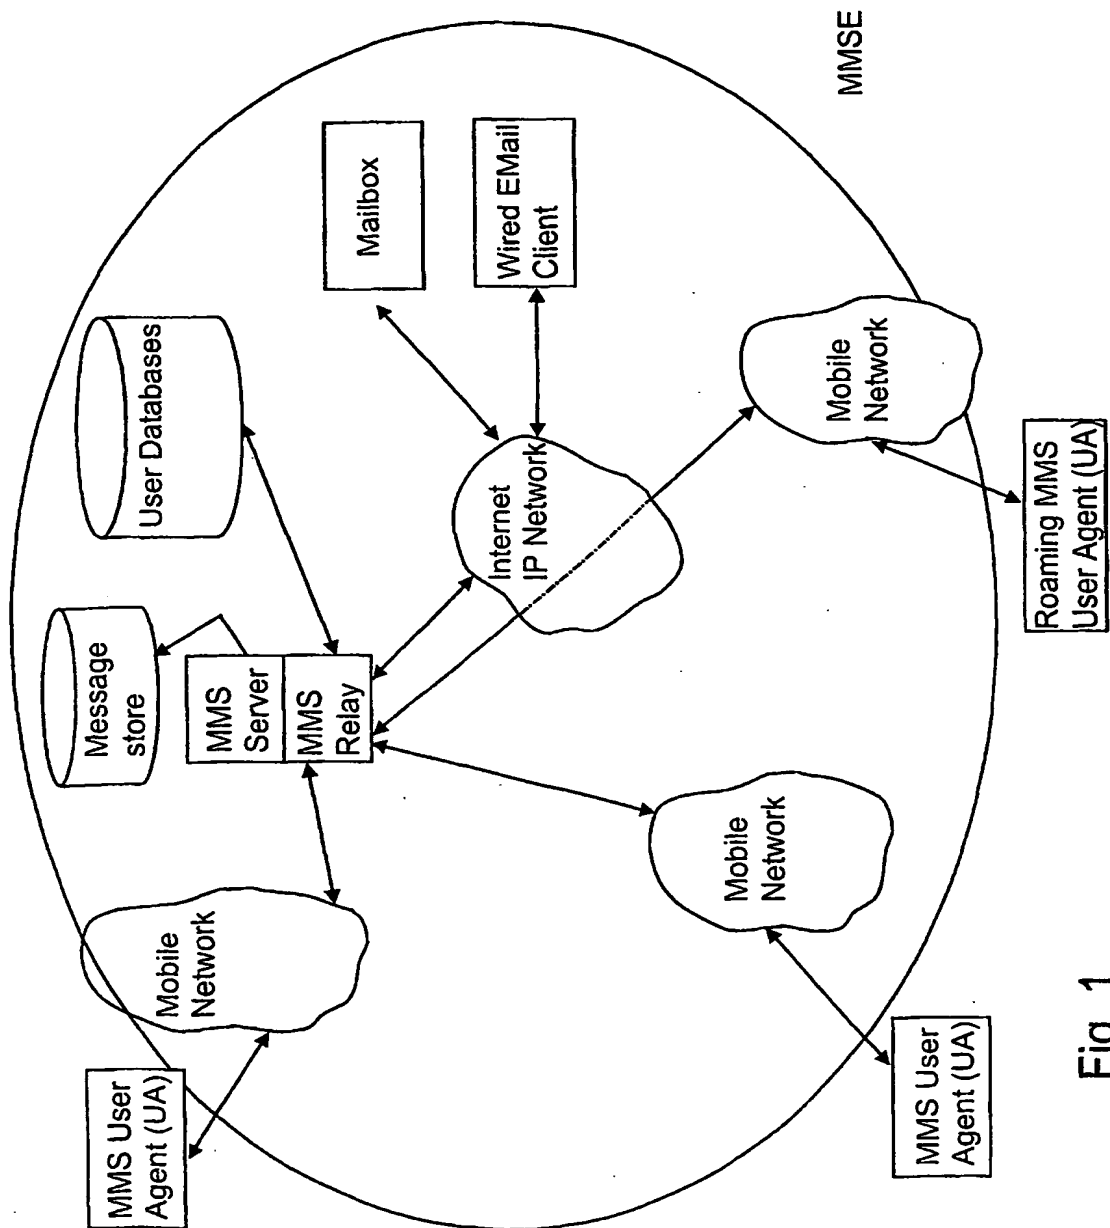 Message
store
User Databases
MMS User
Agent (UA)
Mobile
Network
MMS
Server
MMS
Relay
Mailbox
Internet
IP Network
Wired EMail
Client
Mobile
Network
Mobile
Network
MMSE
MMS User
Agent (UA)
Roaming MMS
User Agent (UA)
Fig. 1